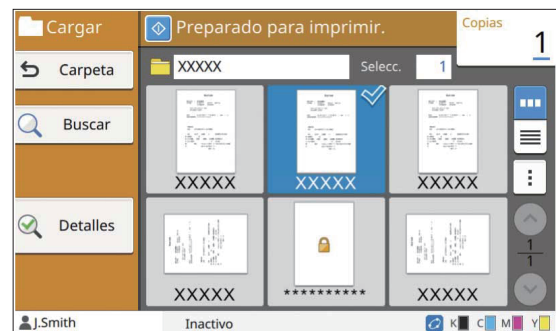 Cargar
Preparado para imprimir.
Copias
1
Carpeta
XXXXX
Selecc.
1
Buscar
XXXXX
XXXXX
XXXXX
Detalles
1
1
XXXXX
**********
XXXXX
J.Smith
Inactivo
K C M Y